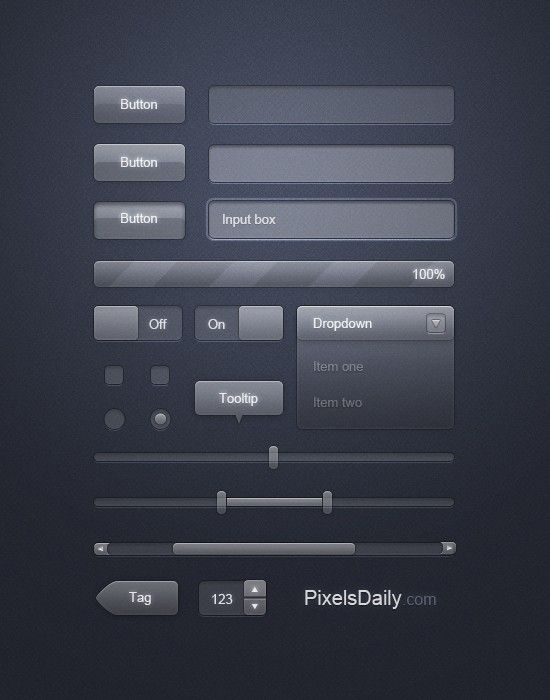 Button
Button
Button
Input box
100%
Off
On
Dropdown
Item one
Item two
Tooltip
Tag
123
PixelsDaily.com